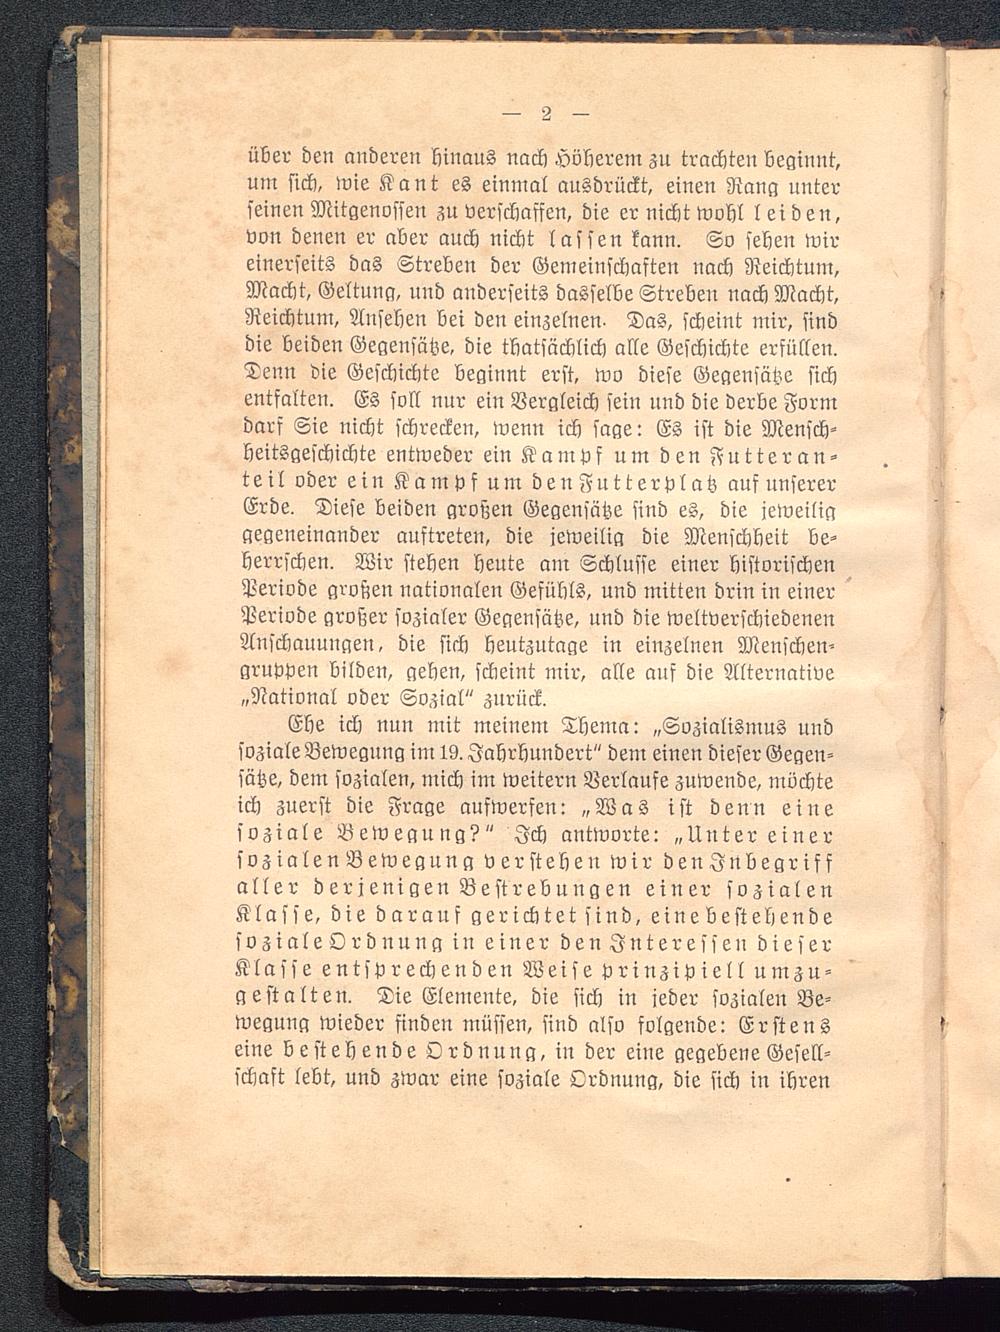 — 2 —
über den anderen hinaus nach Höherem zu trachten beginnt,
um sich, wie Kant es einmal ausdrückt, einen Rang unter
seinen Mitgenossen zu verschaffen, die er nicht wohl leiden,
von denen er aber auch nicht lassen kann. So sehen wir
einerseits das Streben der Gemeinschaften nach Reichtum,
Macht, Geltung, und anderseits dasselbe Streben nach Macht,
Reichtum, Ansehen bei den einzelnen. Das, scheint mir, sind
die beiden Gegensätze, die thatsächlich alle Geschichte erfüllen.
Denn die Geschichte beginnt erst, wo diese Gegensätze sich
entfalten. Es soll nur ein Vergleich sein und die derbe Form
darf Sie nicht schrecken, wenn ich sage: Es ist die Mensch-
heitsgeschichte entweder ein Kampf um den Futteran-
teil oder ein Kampf um den Futterplatz auf unserer
Erde. Diese beiden großen Gegensätze sind es, die jeweilig
gegeneinander auftreten, die jeweilig die Menschheit be-
herrschen. Wir stehen heute am Schlusse einer historischen
Periode großen nationalen Gefühls, und mitten drin in einer
Periode großer sozialer Gegensätze, und die weltverschiedenen
Anschauungen, die sich heutzutage in einzelnen Menschen-
gruppen bilden, gehen, scheint mir, alle auf die Alternative
„National oder Sozial“ zurück.
Ehe ich nun mit meinem Thema: „Sozialismus und
soziale Bewegung im 19. Jahrhundert“ dem einen dieser Gegen-
sätze, dem sozialen, mich im weitern Verlaufe zuwende, möchte
ich zuerst die Frage aufwerfen: „Was ist denn eine
soziale Bewegung?“ Ich antworte: „Unter einer
sozialen Bewegung verstehen wir den Inbegriff
aller derjenigen Bestrebungen einer sozialen
Klasse, die darauf gerichtet sind, eine bestehende
soziale Ordnung in einer den Interessen dieser
Klasse entsprechenden Weise prinzipiell umzu-
gestalten. Die Elemente, die sich in jeder sozialen Be-
wegung wieder finden müssen, sind also folgende: Erstens
eine bestehende Ordnung, in der eine gegebene Gesell-
schaft lebt, und zwar eine soziale Ordnung, die sich in ihren